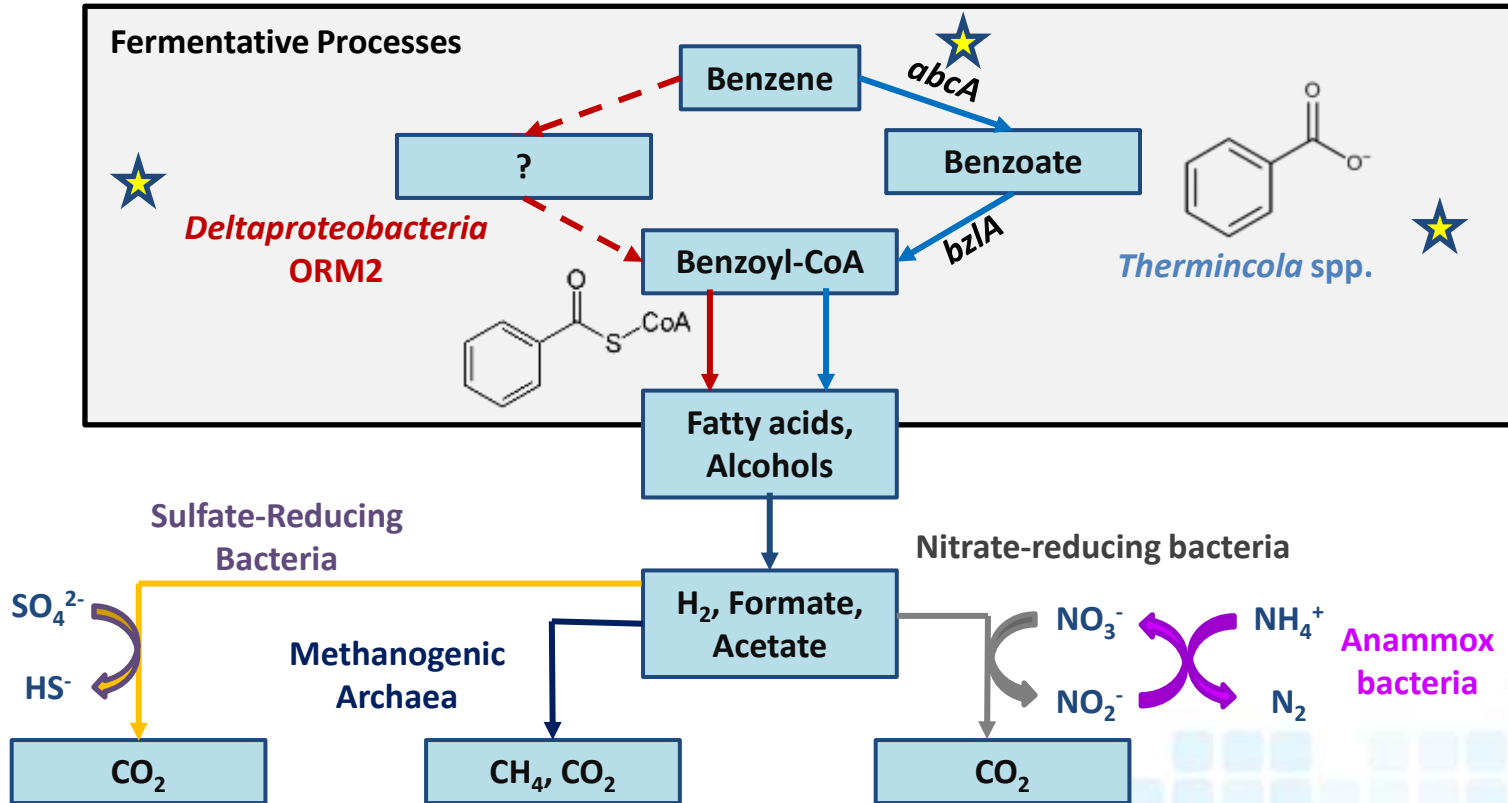 Fermentative Processes
Benzene
abcA
?
Benzoate
O
O⁻
Deltaproteobacteria
ORM2
Benzoyl-CoA
bzlA
Thermincola spp.
O
S
CoA
Fatty acids,
Alcohols
Sulfate-Reducing
Bacteria
Nitrate-reducing bacteria
SO₄²⁻
HS⁻
Methanogenic
Archaea
H₂, Formate,
Acetate
NO₃⁻
NH₄⁺
NO₂⁻
N₂
Anammox
bacteria
CO₂
CH₄, CO₂
CO₂